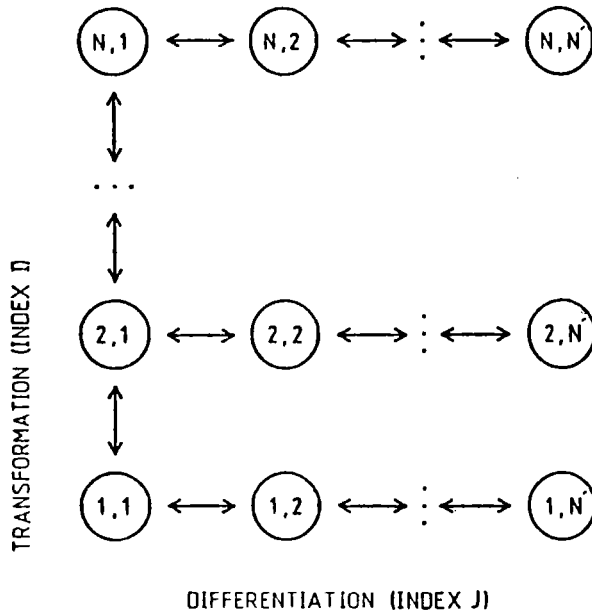 N,1 N,2 ⋮ N,N´
...
2,1 2,2 ⋮ 2,N´
1,1 1,2 ⋮ 1,N´
TRANSFORMATION (INDEX I)
DIFFERENTIATION (INDEX J)